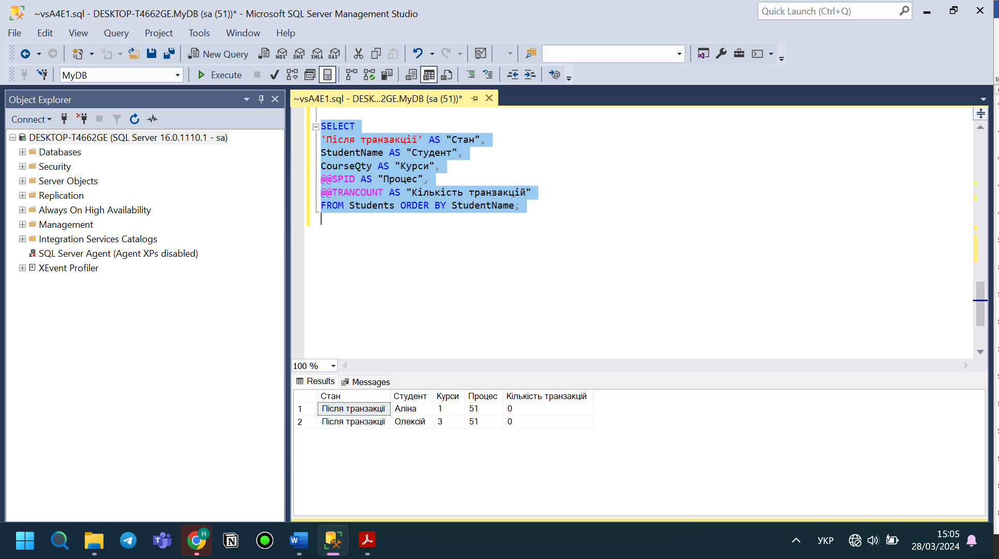 ~vsA4E1.sql - DESKTOP-T4662GE.MyDB (sa (51))* - Microsoft SQL Server Management Studio
Quick Launch (Ctrl+Q)
File Edit View Query Project Tools Window Help
New Query MDX DMX XMLA DAX
MyDB Execute
Object Explorer
~vsA4E1.sql - DESK...2GE.MyDB (sa (51))*
Connect
DESKTOP-T4662GE (SQL Server 16.0.1110.1 - sa)
Databases
Security
Server Objects
Replication
Always On High Availability
Management
Integration Services Catalogs
SQL Server Agent (Agent XPs disabled)
XEvent Profiler
SELECT
'Після транзакції' AS "Стан",
StudentName AS "Студент",
CourseQty AS "Курси",
@@SPID AS "Процес",
@@TRANCOUNT AS "Кількість транзакцій"
FROM Students ORDER BY StudentName;
100 %
Results Messages
Стан Студент Курси Процес Кількість транзакцій
1 Після транзакції Аліна 1 51 0
2 Після транзакції Олексій 3 51 0
УКР
15:05
28/03/2024